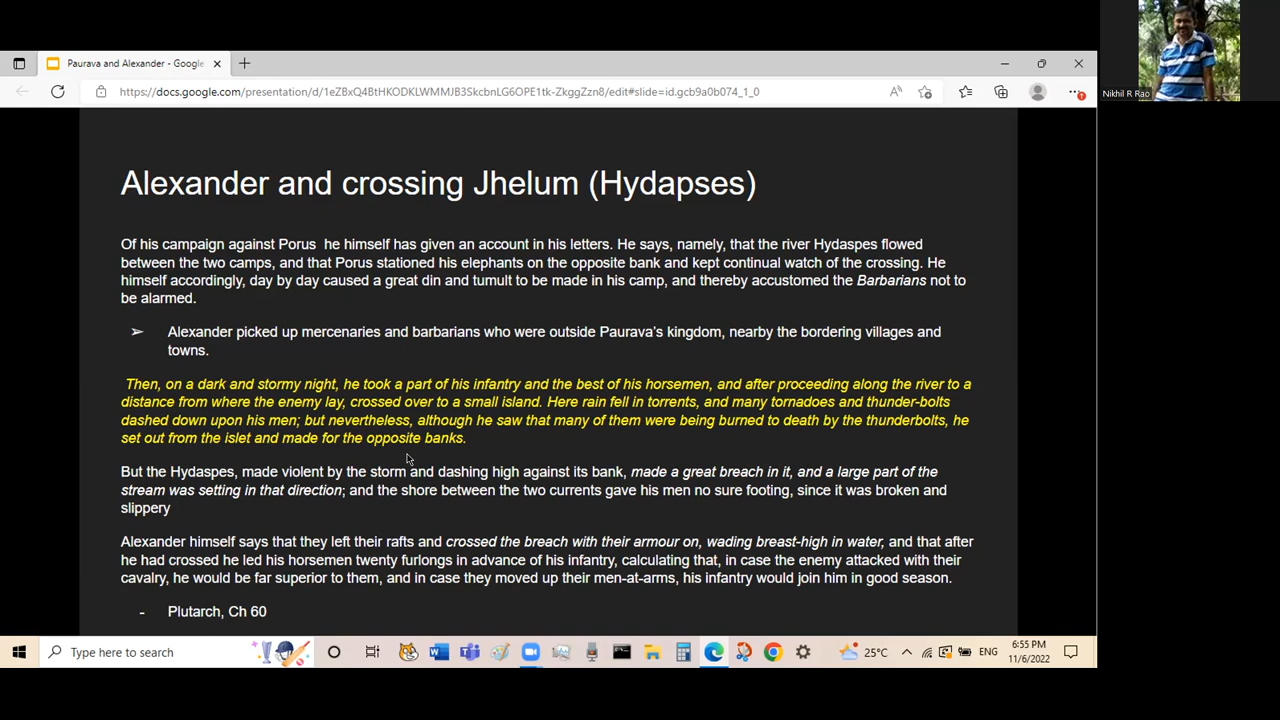 Nikhil R Rao
Paurava and Alexander - Google
https://docs.google.com/presentation/d/1eZBxQ4BtHKODKLWMMJB3SkcbnLG6OPE1tk-ZkggZzn8/edit#slide=id.gcb9a0b074_1_0
Alexander and crossing Jhelum (Hydapses)
Of his campaign against Porus he himself has given an account in his letters. He says, namely, that the river Hydaspes flowed
between the two camps, and that Porus stationed his elephants on the opposite bank and kept continual watch of the crossing. He
himself accordingly, day by day caused a great din and tumult to be made in his camp, and thereby accustomed the Barbarians not to
be alarmed.
➢ Alexander picked up mercenaries and barbarians who were outside Paurava's kingdom, nearby the bordering villages and
towns.
Then, on a dark and stormy night, he took a part of his infantry and the best of his horsemen, and after proceeding along the river to a
distance from where the enemy lay, crossed over to a small island. Here rain fell in torrents, and many tornadoes and thunder-bolts
dashed down upon his men; but nevertheless, although he saw that many of them were being burned to death by the thunderbolts, he
set out from the islet and made for the opposite banks.
But the Hydaspes, made violent by the storm and dashing high against its bank, made a great breach in it, and a large part of the
stream was setting in that direction; and the shore between the two currents gave his men no sure footing, since it was broken and
slippery
Alexander himself says that they left their rafts and crossed the breach with their armour on, wading breast-high in water, and that after
he had crossed he led his horsemen twenty furlongs in advance of his infantry, calculating that, in case the enemy attacked with their
cavalry, he would be far superior to them, and in case they moved up their men-at-arms, his infantry would join him in good season.
- Plutarch, Ch 60
Type here to search
25°C
ENG
6:55 PM
11/6/2022